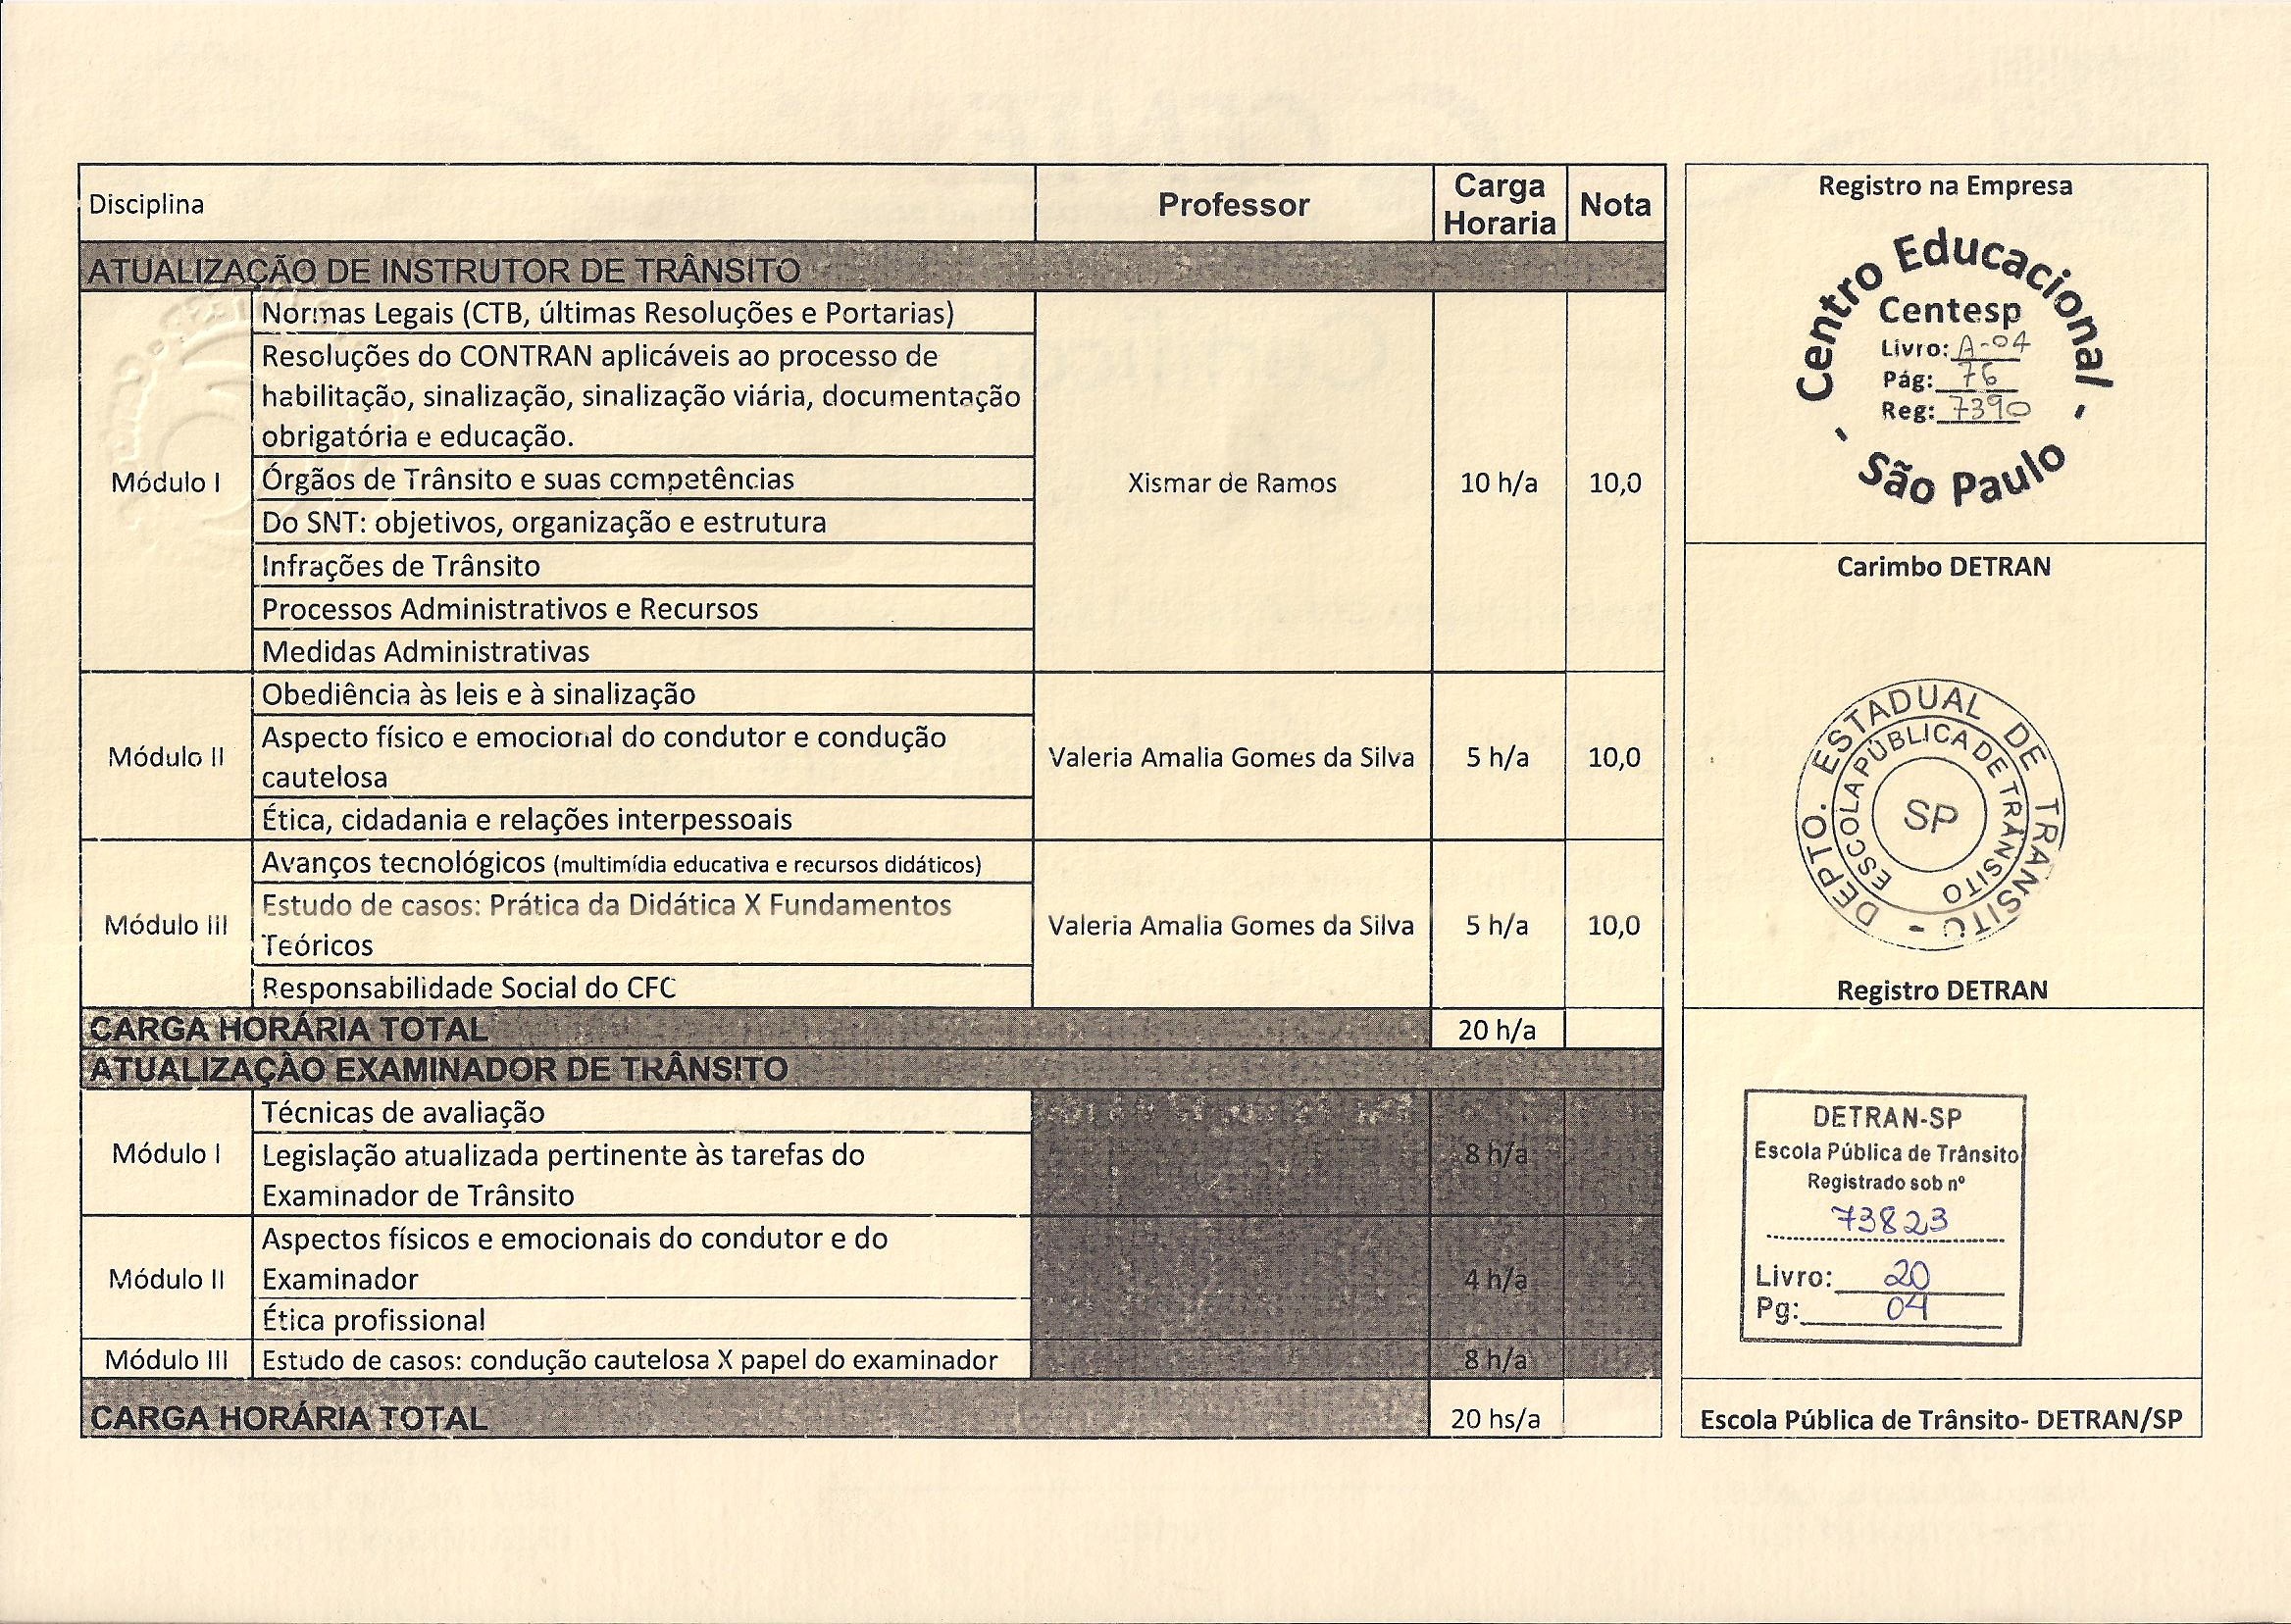 Disciplina
Professor
Carga
Horaria
Nota
ATUALIZAÇÃO DE INSTRUTOR DE TRÂNSITO
Módulo I
Normas Legais (CTB, últimas Resoluções e Portarias)
Resoluções do CONTRAN aplicáveis ao processo de
habilitação, sinalização, sinalização viária, documentação
obrigatória e educação.
Órgãos de Trânsito e suas competências
Do SNT: objetivos, organização e estrutura
Infrações de Trânsito
Processos Administrativos e Recursos
Medidas Administrativas
Xismar de Ramos
10 h/a
10,0
Módulo II
Obediência às leis e à sinalização
Aspecto físico e emocional do condutor e condução
cautelosa
Ética, cidadania e relações interpessoais
Valeria Amalia Gomes da Silva
5 h/a
10,0
Módulo III
Avanços tecnológicos (multimídia educativa e recursos didáticos)
Estudo de casos: Prática da Didática X Fundamentos
Teóricos
Responsabilidade Social do CFC
Valeria Amalia Gomes da Silva
5 h/a
10,0
CARGA HORÁRIA TOTAL
20 h/a
ATUALIZAÇÃO EXAMINADOR DE TRÂNSITO
Módulo I
Técnicas de avaliação
Legislação atualizada pertinente às tarefas do
Examinador de Trânsito
8 h/a
Módulo II
Aspectos físicos e emocionais do condutor e do
Examinador
Ética profissional
4 h/a
Módulo III
Estudo de casos: condução cautelosa X papel do examinador
8 h/a
CARGA HORÁRIA TOTAL
20 hs/a
Registro na Empresa
Centro Educacional
Centesp
Livro: A-04
Pág: 76
Reg: 7390
- São Paulo -
Carimbo DETRAN
DEPTO. ESTADUAL DE TRÂNSITO -
ESCOLA PÚBLICA DE TRÂNSITO
SP
Registro DETRAN
DETRAN-SP
Escola Pública de Trânsito
Registrado sob nº
73823
Livro: 20
Pg: 04
Escola Pública de Trânsito- DETRAN/SP